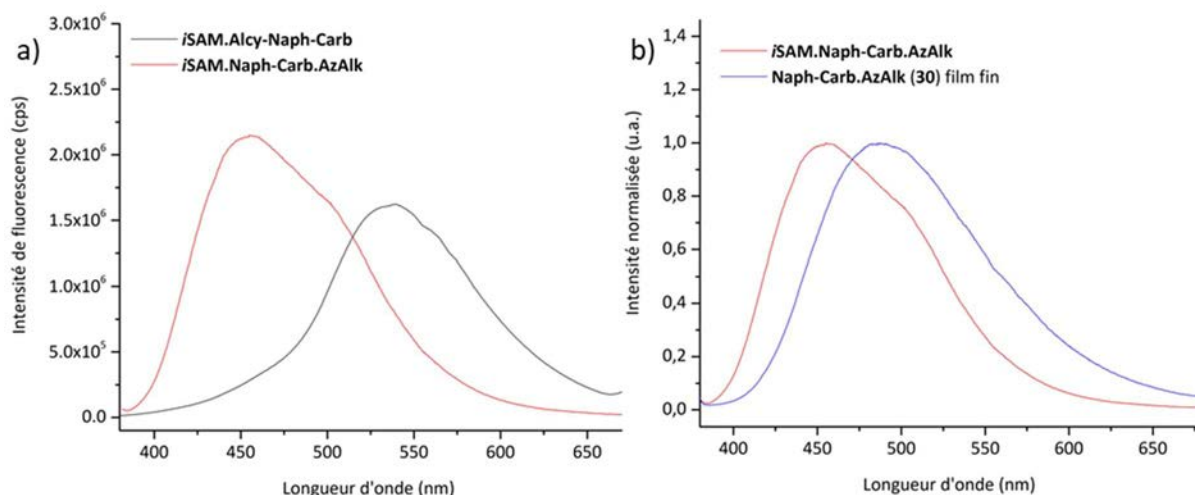 a)
iSAM.Alcy-Naph-Carb
iSAM.Naph-Carb.AzAlk
Intensité de fluorescence (cps)
3.0x10⁶
2.5x10⁶
2.0x10⁶
1.5x10⁶
1.0x10⁶
5.0x10⁵
0.0
400 450 500 550 600 650
Longueur d'onde (nm)
b)
iSAM.Naph-Carb.AzAlk
Naph-Carb.AzAlk (30) film fin
Intensité normalisée (u.a.)
1,4
1,2
1,0
0,8
0,6
0,4
0,2
0,0
400 450 500 550 600 650
Longueur d'onde (nm)